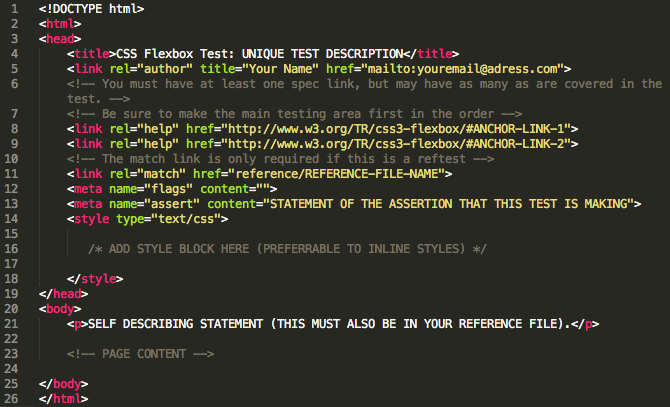 1 <!DOCTYPE html>
2 <html>
3 <head>
4 <title>CSS Flexbox Test: UNIQUE TEST DESCRIPTION</title>
5 <link rel="author" title="Your Name" href="mailto:youremail@adress.com">
6 <!-- You must have at least one spec link, but may have as many as are covered in the
test. -->
7 <!-- Be sure to make the main testing area first in the order -->
8 <link rel="help" href="http://www.w3.org/TR/css3-flexbox/#ANCHOR-LINK-1">
9 <link rel="help" href="http://www.w3.org/TR/css3-flexbox/#ANCHOR-LINK-2">
10 <!-- The match link is only required if this is a reftest -->
11 <link rel="match" href="reference/REFERENCE-FILE-NAME">
12 <meta name="flags" content="">
13 <meta name="assert" content="STATEMENT OF THE ASSERTION THAT THIS TEST IS MAKING">
14 <style type="text/css">
15
16 /* ADD STYLE BLOCK HERE (PREFERRABLE TO INLINE STYLES) */
17
18 </style>
19 </head>
20 <body>
21 <p>SELF DESCRIBING STATEMENT (THIS MUST ALSO BE IN YOUR REFERENCE FILE).</p>
22
23 <!-- PAGE CONTENT -->
24
25 </body>
26 </html>